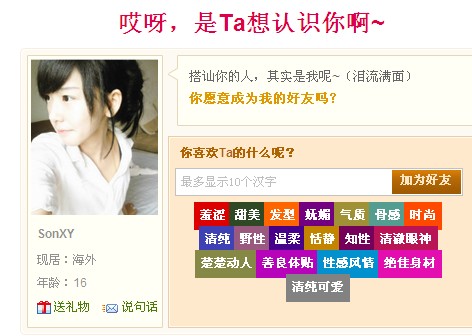 哎呀，是Ta想认识你啊~
搭讪你的人，其实是我呢~（泪流满面）
你愿意成为我的好友吗？
SonXY
现居：海外
年龄：16
送礼物 说句话
你喜欢Ta的什么呢？
最多显示10个汉字 加为好友
羞涩 甜美 发型 妩媚 气质 骨感 时尚
清纯 野性 温柔 恬静 知性 清澈眼神
楚楚动人 善良体贴 性感风情 绝佳身材
清纯可爱